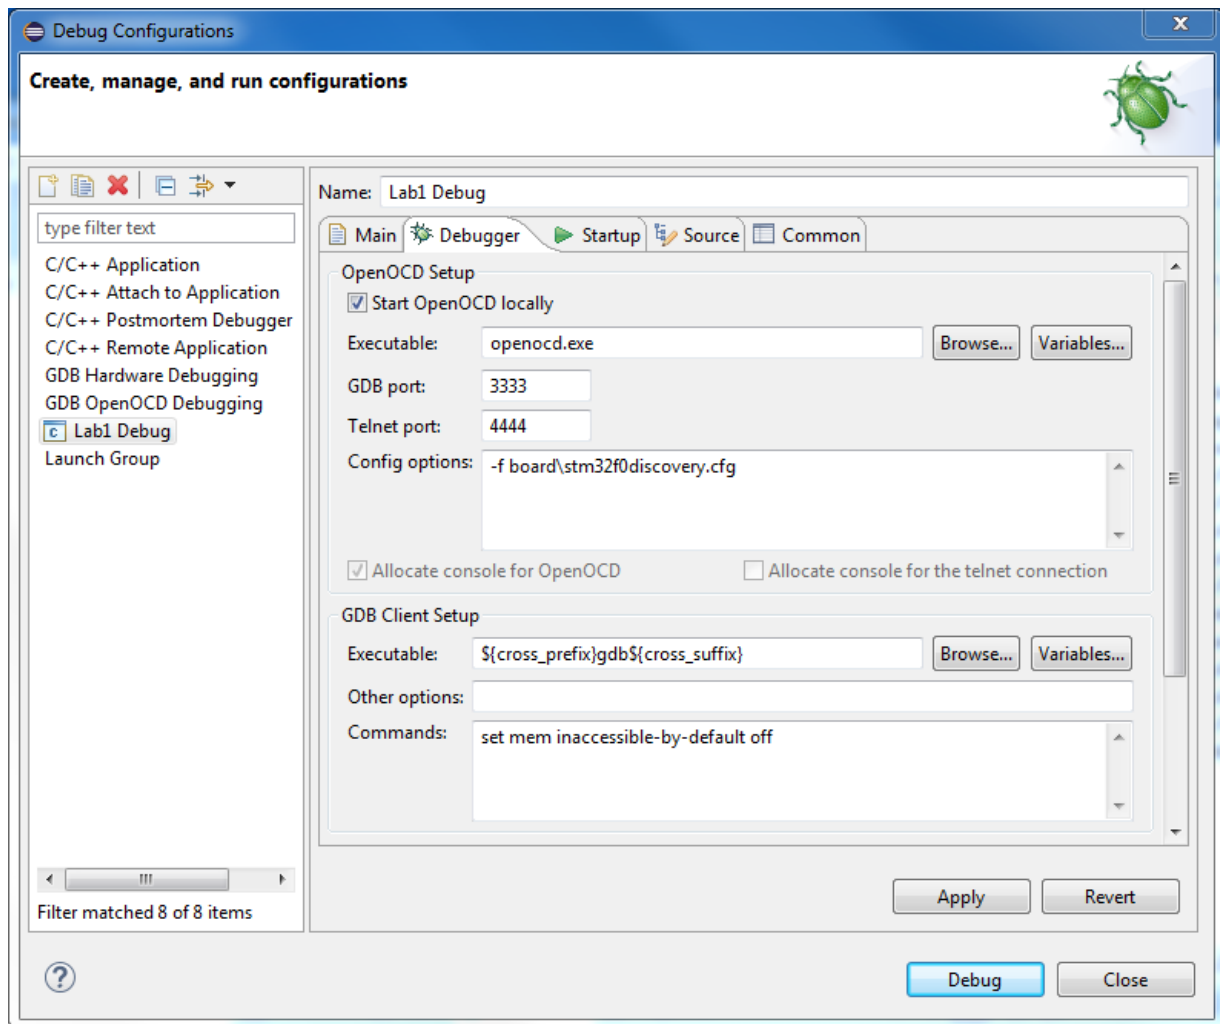 Debug Configurations
X
Create, manage, and run configurations
type filter text
C/C++ Application
C/C++ Attach to Application
C/C++ Postmortem Debugger
C/C++ Remote Application
GDB Hardware Debugging
GDB OpenOCD Debugging
c Lab1 Debug
Launch Group
Filter matched 8 of 8 items
Name: Lab1 Debug
Main Debugger Startup Source Common
OpenOCD Setup
Start OpenOCD locally
Executable: openocd.exe Browse... Variables...
GDB port: 3333
Telnet port: 4444
Config options: -f board\stm32f0discovery.cfg
Allocate console for OpenOCD Allocate console for the telnet connection
GDB Client Setup
Executable: ${cross_prefix}gdb${cross_suffix} Browse... Variables...
Other options:
Commands: set mem inaccessible-by-default off
Apply Revert
? Debug Close